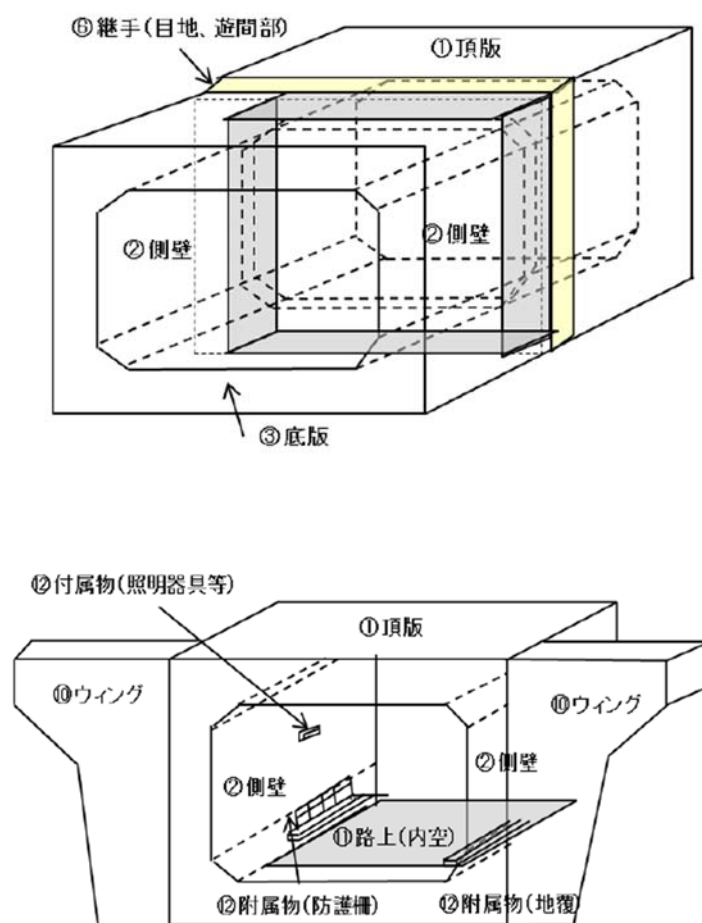 ⑥継手(目地、遊間部)
①頂版
②側壁
②側壁
③底版
⑫付属物(照明器具等)
①頂版
⑩ウィング
⑩ウィング
②側壁
②側壁
⑪路上(内空)
⑫附属物(防護柵)
⑫附属物(地覆)